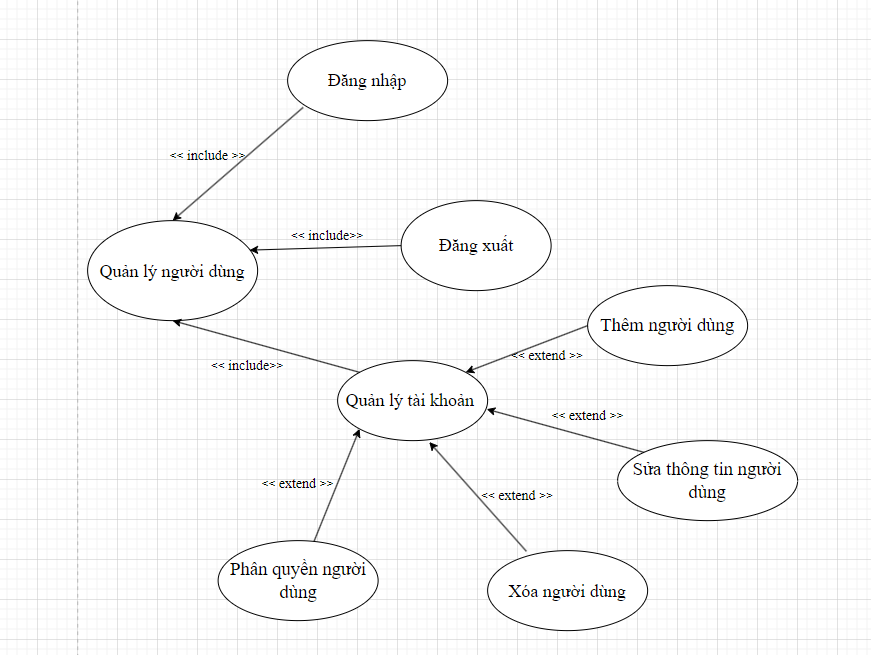 Đăng nhập
<< include >>
<< include>>
Đăng xuất
Quản lý người dùng
Thêm người dùng
<< extend >>
<< include>>
Quản lý tài khoản
<< extend >>
Sửa thông tin người
dùng
<< extend >>
<< extend >>
Phân quyền người
dùng
Xóa người dùng